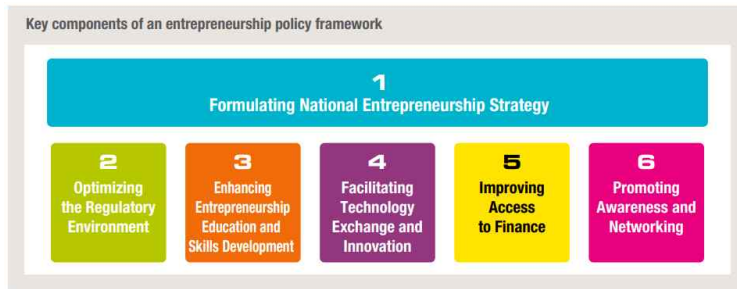 Key components of an entrepreneurship policy framework
1
Formulating National Entrepreneurship Strategy
2
Optimizing
the Regulatory
Environment
3
Enhancing
Entrepreneurship
Education and
Skills Development
4
Facilitating
Technology
Exchange and
Innovation
5
Improving
Access
to Finance
6
Promoting
Awareness and
Networking